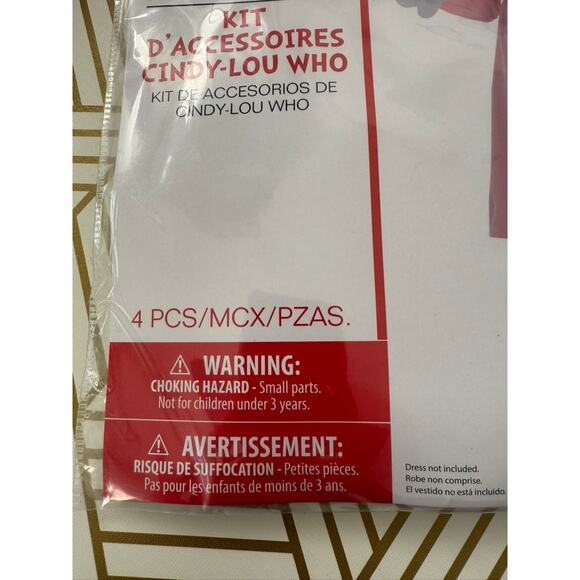 KIT
D'ACCESSOIRES
CINDY-LOU WHO
KIT DE ACCESORIOS DE
CINDY-LOU WHO
4 PCS/MCX/PZAS.
⚠ WARNING:
CHOKING HAZARD - Small parts.
Not for children under 3 years.
⚠ AVERTISSEMENT:
RISQUE DE SUFFOCATION - Petites pièces.
Pas pour les enfants de moins de 3 ans.
Dress not included.
Robe non comprise.
El vestido no está incluido.